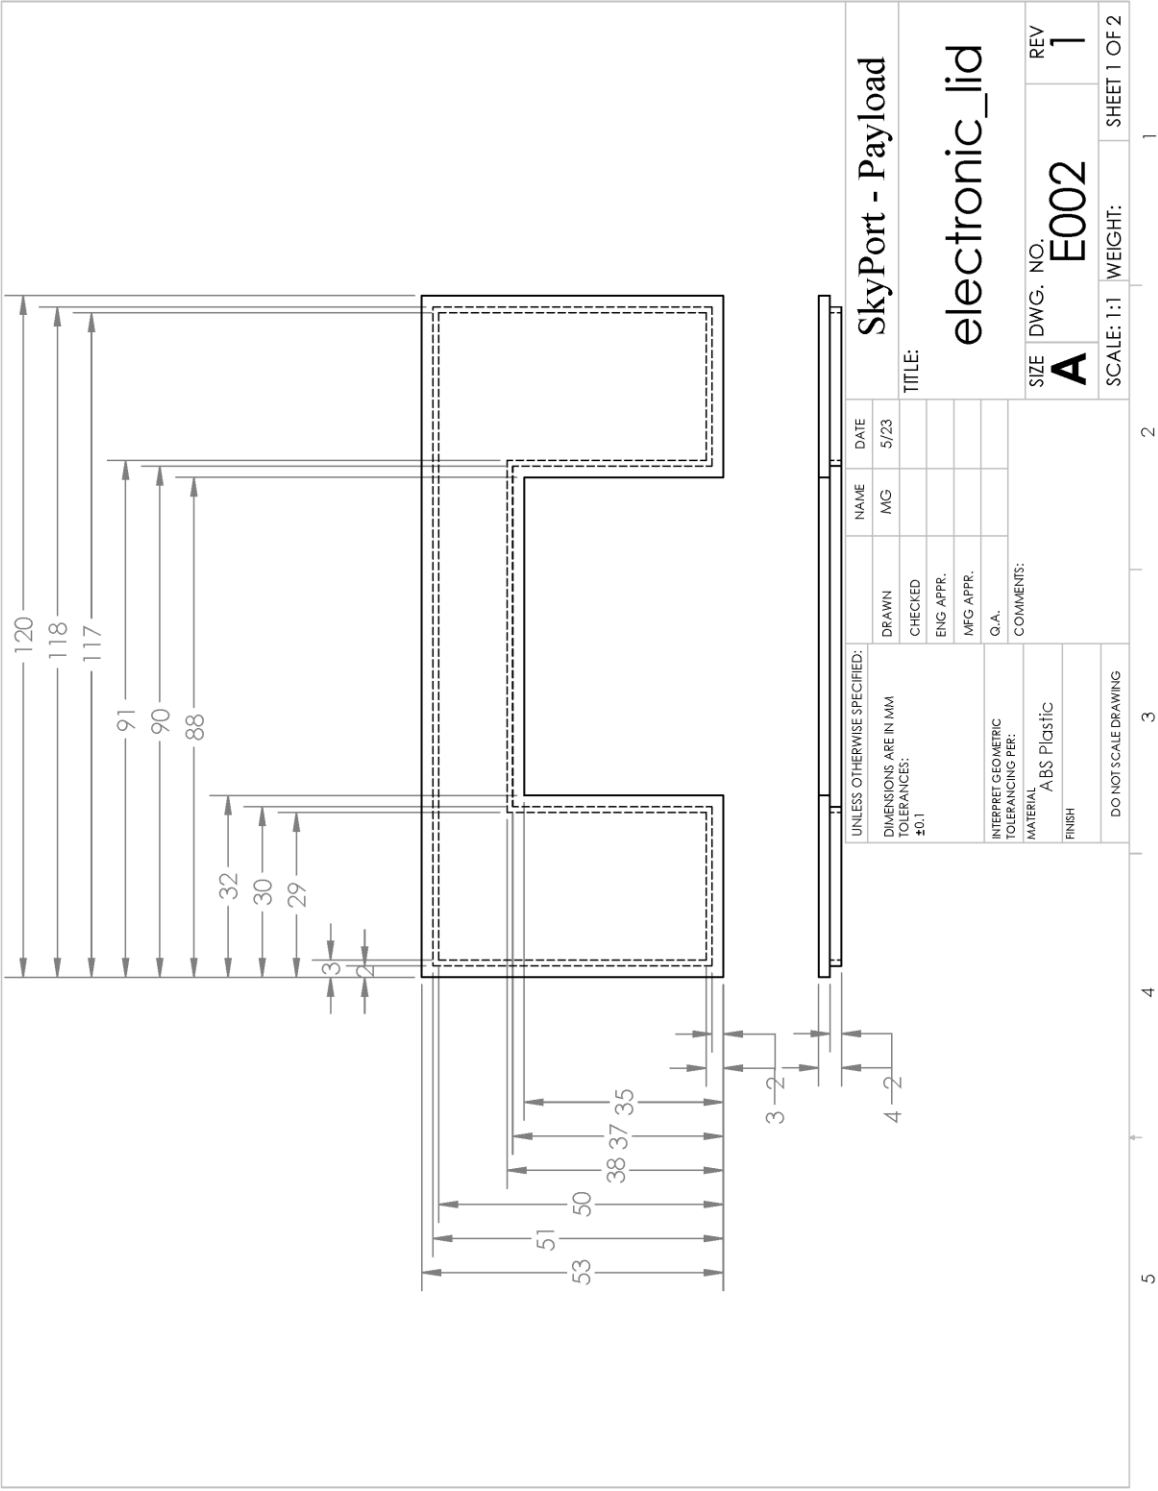 120
118
117
91
90
88
32
30
29
3
2
53
51
50
38
37
35
3
2
4
2
UNLESS OTHERWISE SPECIFIED:
DIMENSIONS ARE IN MM
TOLERANCES:
±0.1
INTERPRET GEOMETRIC
TOLERANCING PER:
MATERIAL
ABS Plastic
FINISH
DO NOT SCALE DRAWING
NAME
DATE
DRAWN
MG
5/23
CHECKED
ENG APPR.
MFG APPR.
Q.A.
COMMENTS:
SkyPort - Payload
TITLE:
electronic_lid
SIZE
DWG. NO.
REV
A
E002
1
SCALE: 1:1
WEIGHT:
SHEET 1 OF 2
5
4
3
2
1